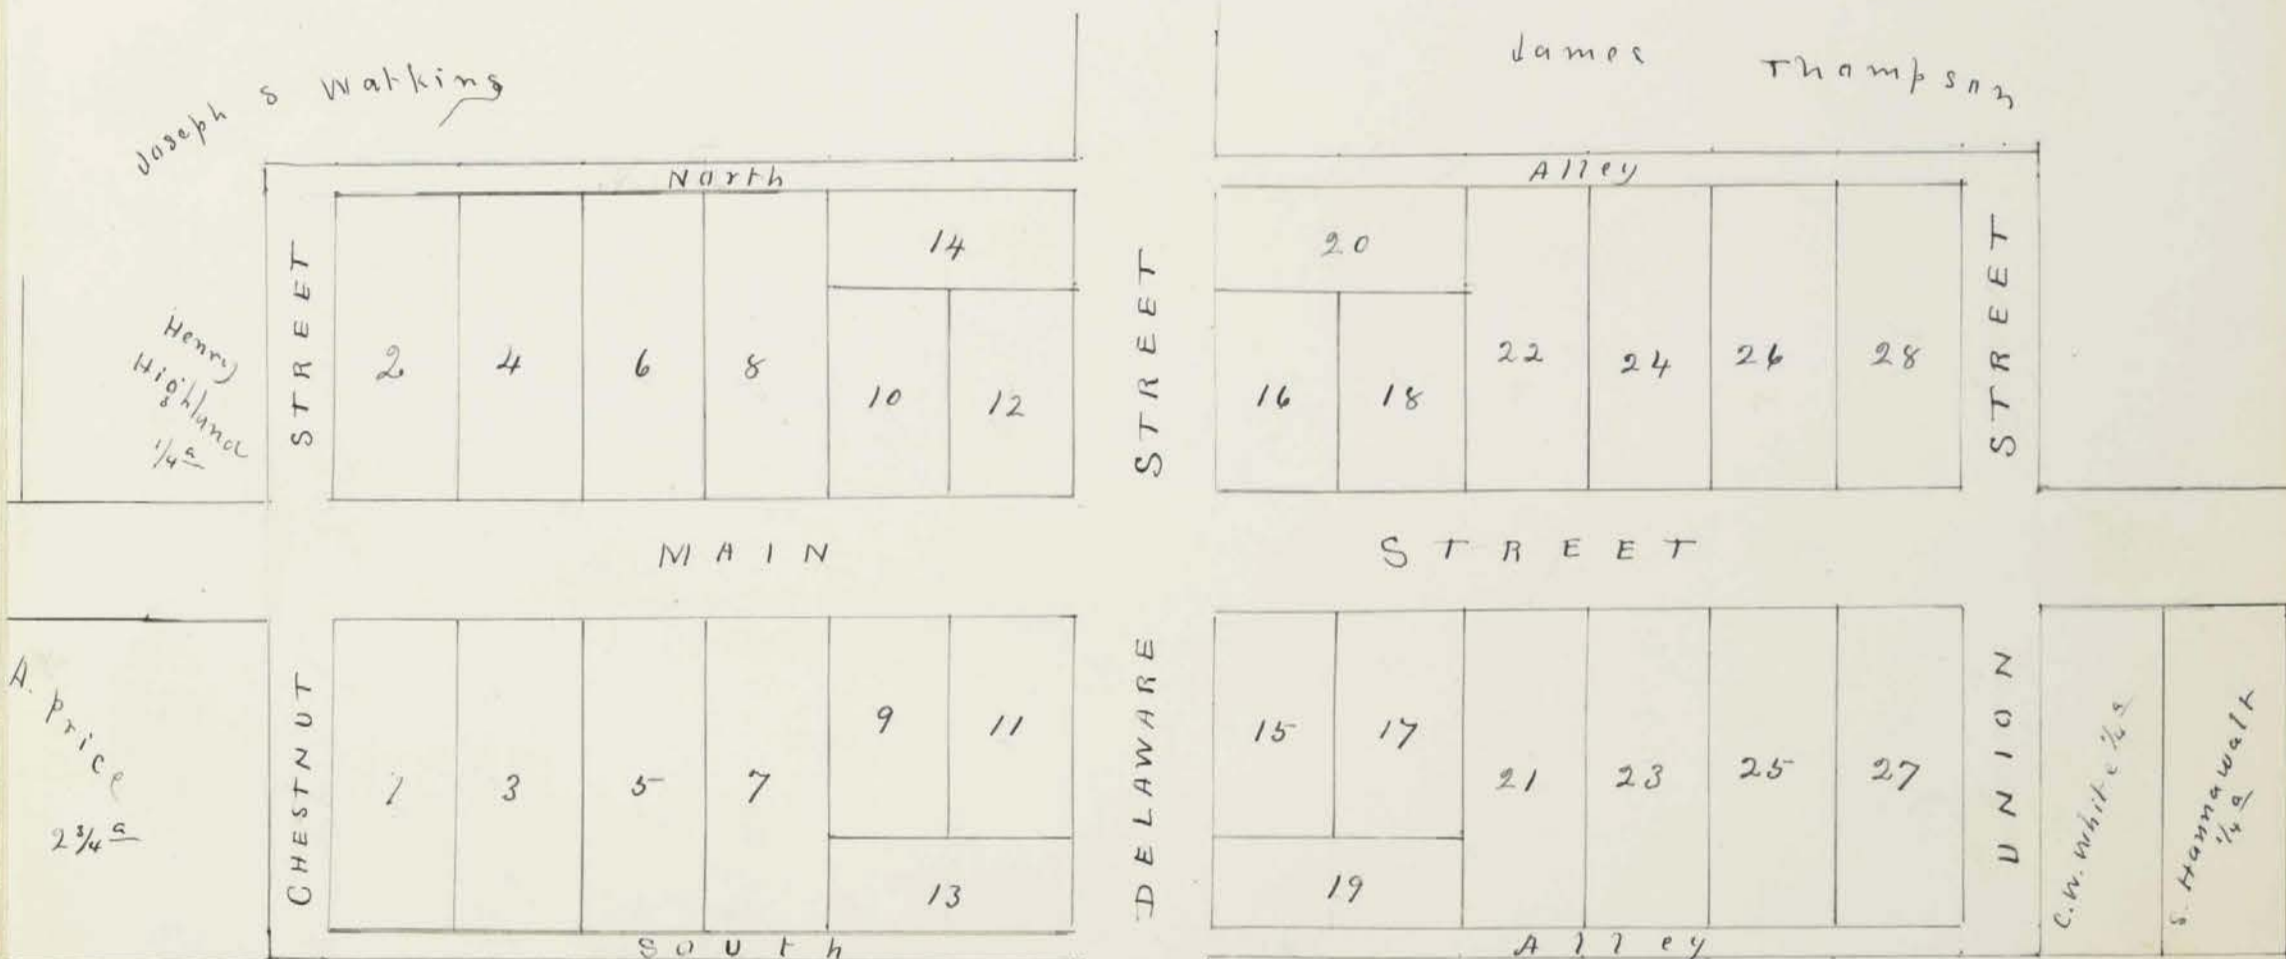 Joseph S Watkins
James Thompson
North Alley
STREET
STREET
STREET
14
20
2 4 6 8 10 12
16 18 22 24 26 28
Henry
Highland
1/4 a
MAIN STREET
CHESTNUT
DELAWARE
UNION
A. Price
2 3/4 a
1 3 5 7 9 11
15 17 21 23 25 27
13
19
C. W. White 1/4 a
S. Hannawalt
1/4 a
South Alley